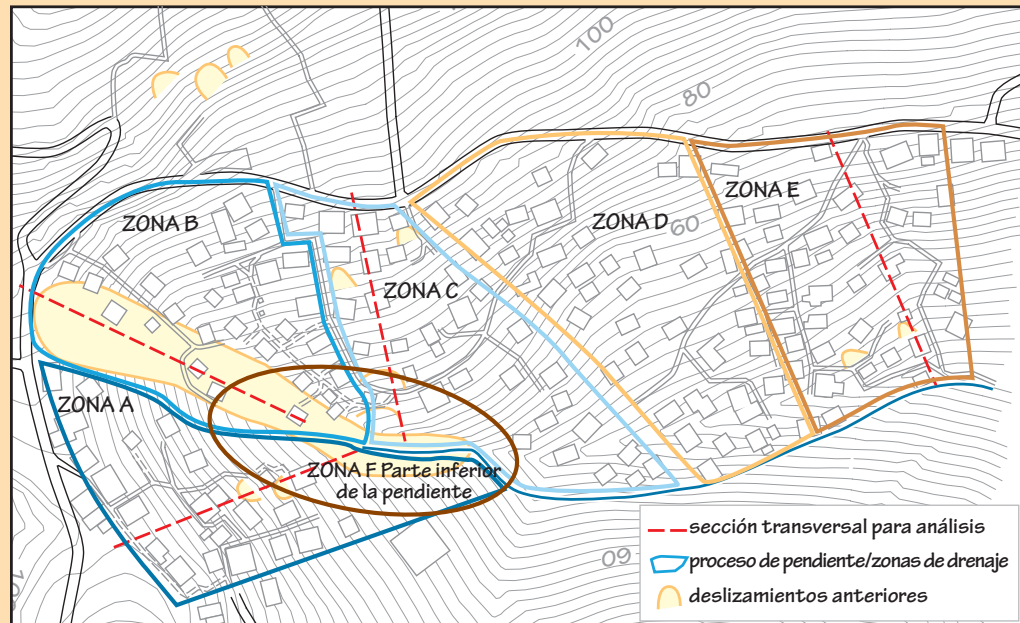 100
80
ZONA B
ZONA E
ZONA D
60
ZONA C
ZONA A
ZONA F Parte inferior
de la pendiente
60
sección transversal para análisis
proceso de pendiente/zonas de drenaje
deslizamientos anteriores